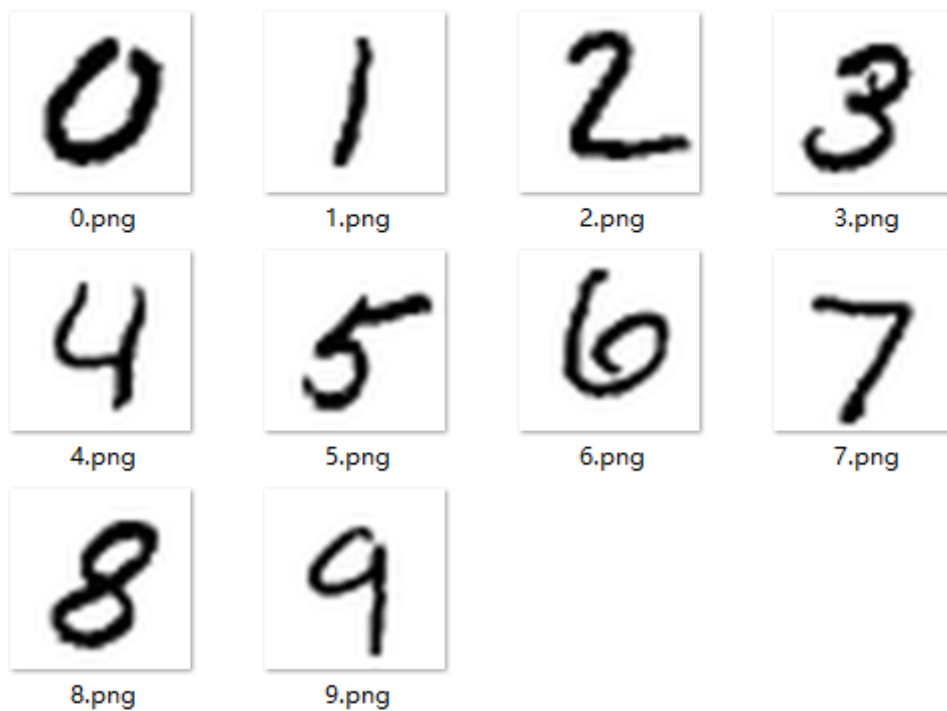 0 1 2 3
0.png 1.png 2.png 3.png
4 5 6 7
4.png 5.png 6.png 7.png
8 9
8.png 9.png